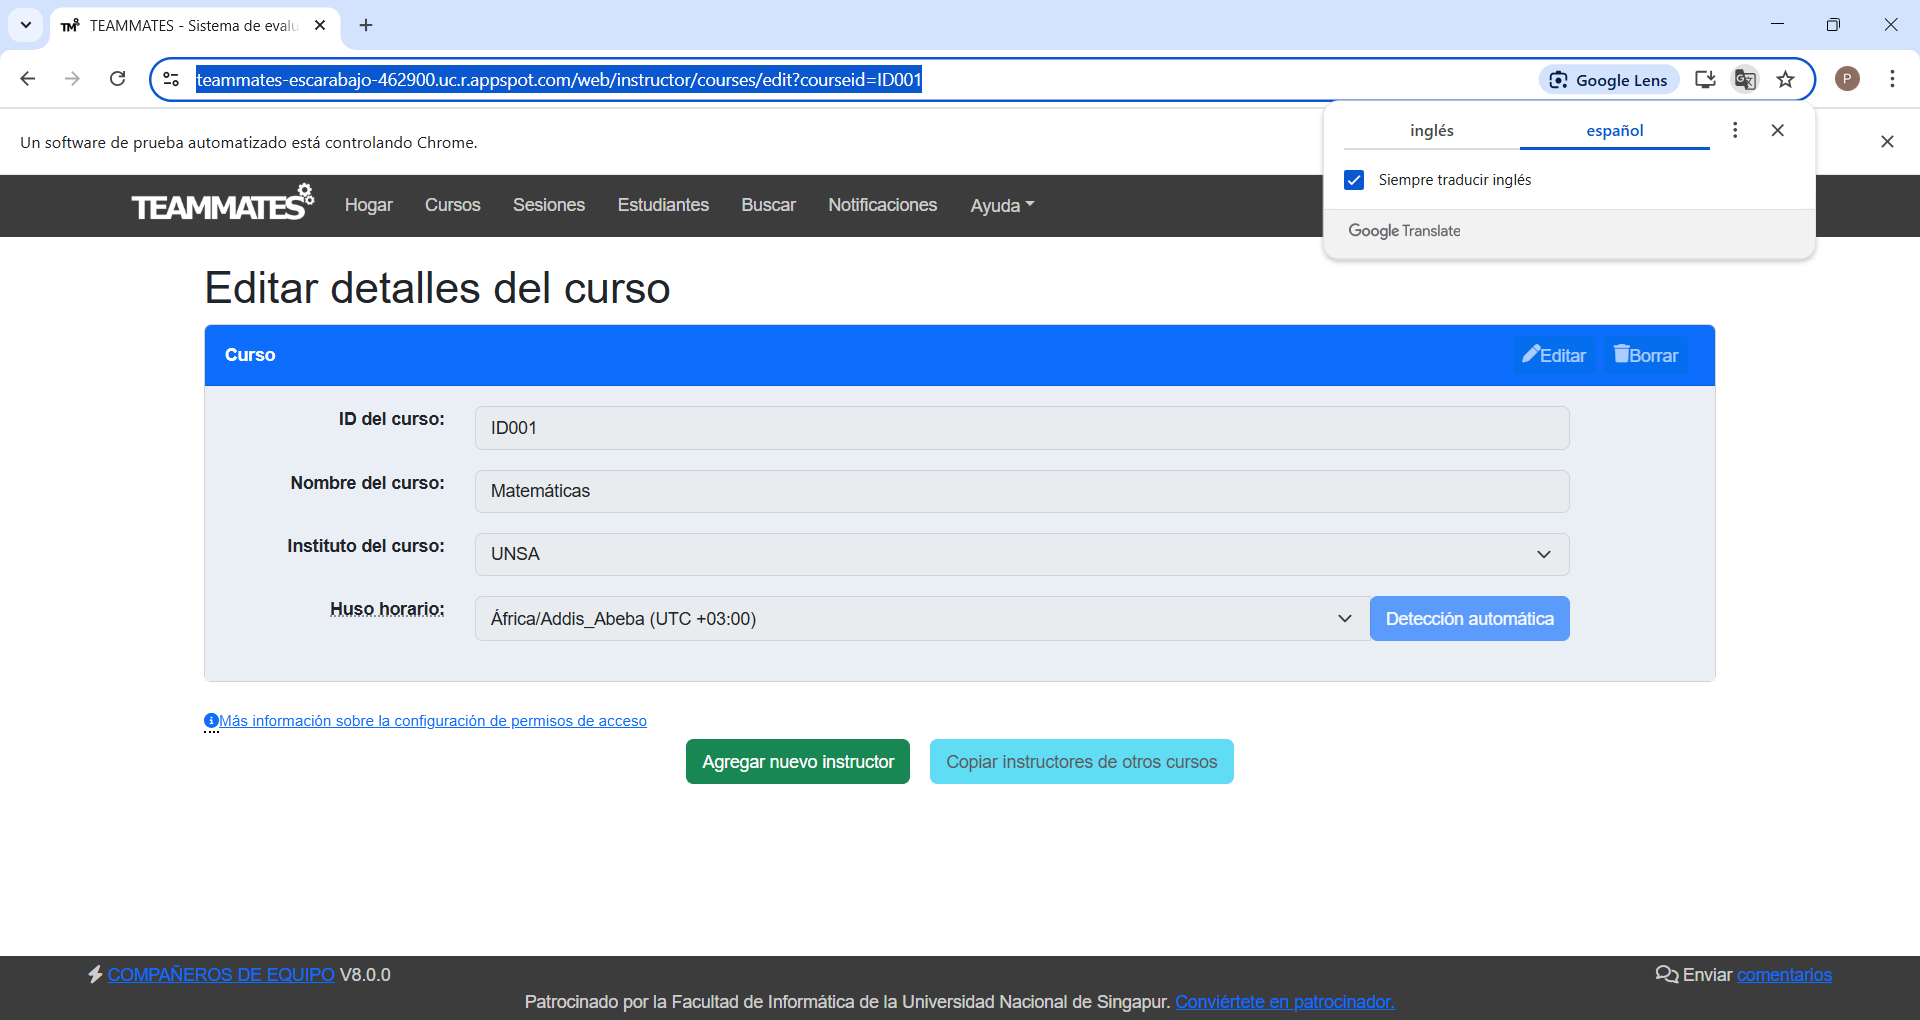 TEAMMATES - Sistema de evalu
teammates-escarabajo-462900.uc.r.appspot.com/web/instructor/courses/edit?courseid=ID001
Google Lens
P
Un software de prueba automatizado está controlando Chrome.
inglés español
Siempre traducir inglés
Google Translate
TEAMMATES Hogar Cursos Sesiones Estudiantes Buscar Notificaciones Ayuda
Editar detalles del curso
Curso Editar Borrar
ID del curso: ID001
Nombre del curso: Matemáticas
Instituto del curso: UNSA
Huso horario: África/Addis_Abeba (UTC +03:00) Detección automática
Más información sobre la configuración de permisos de acceso
Agregar nuevo instructor Copiar instructores de otros cursos
COMPAÑEROS DE EQUIPO V8.0.0 Enviar comentarios
Patrocinado por la Facultad de Informática de la Universidad Nacional de Singapur. Conviértete en patrocinador.